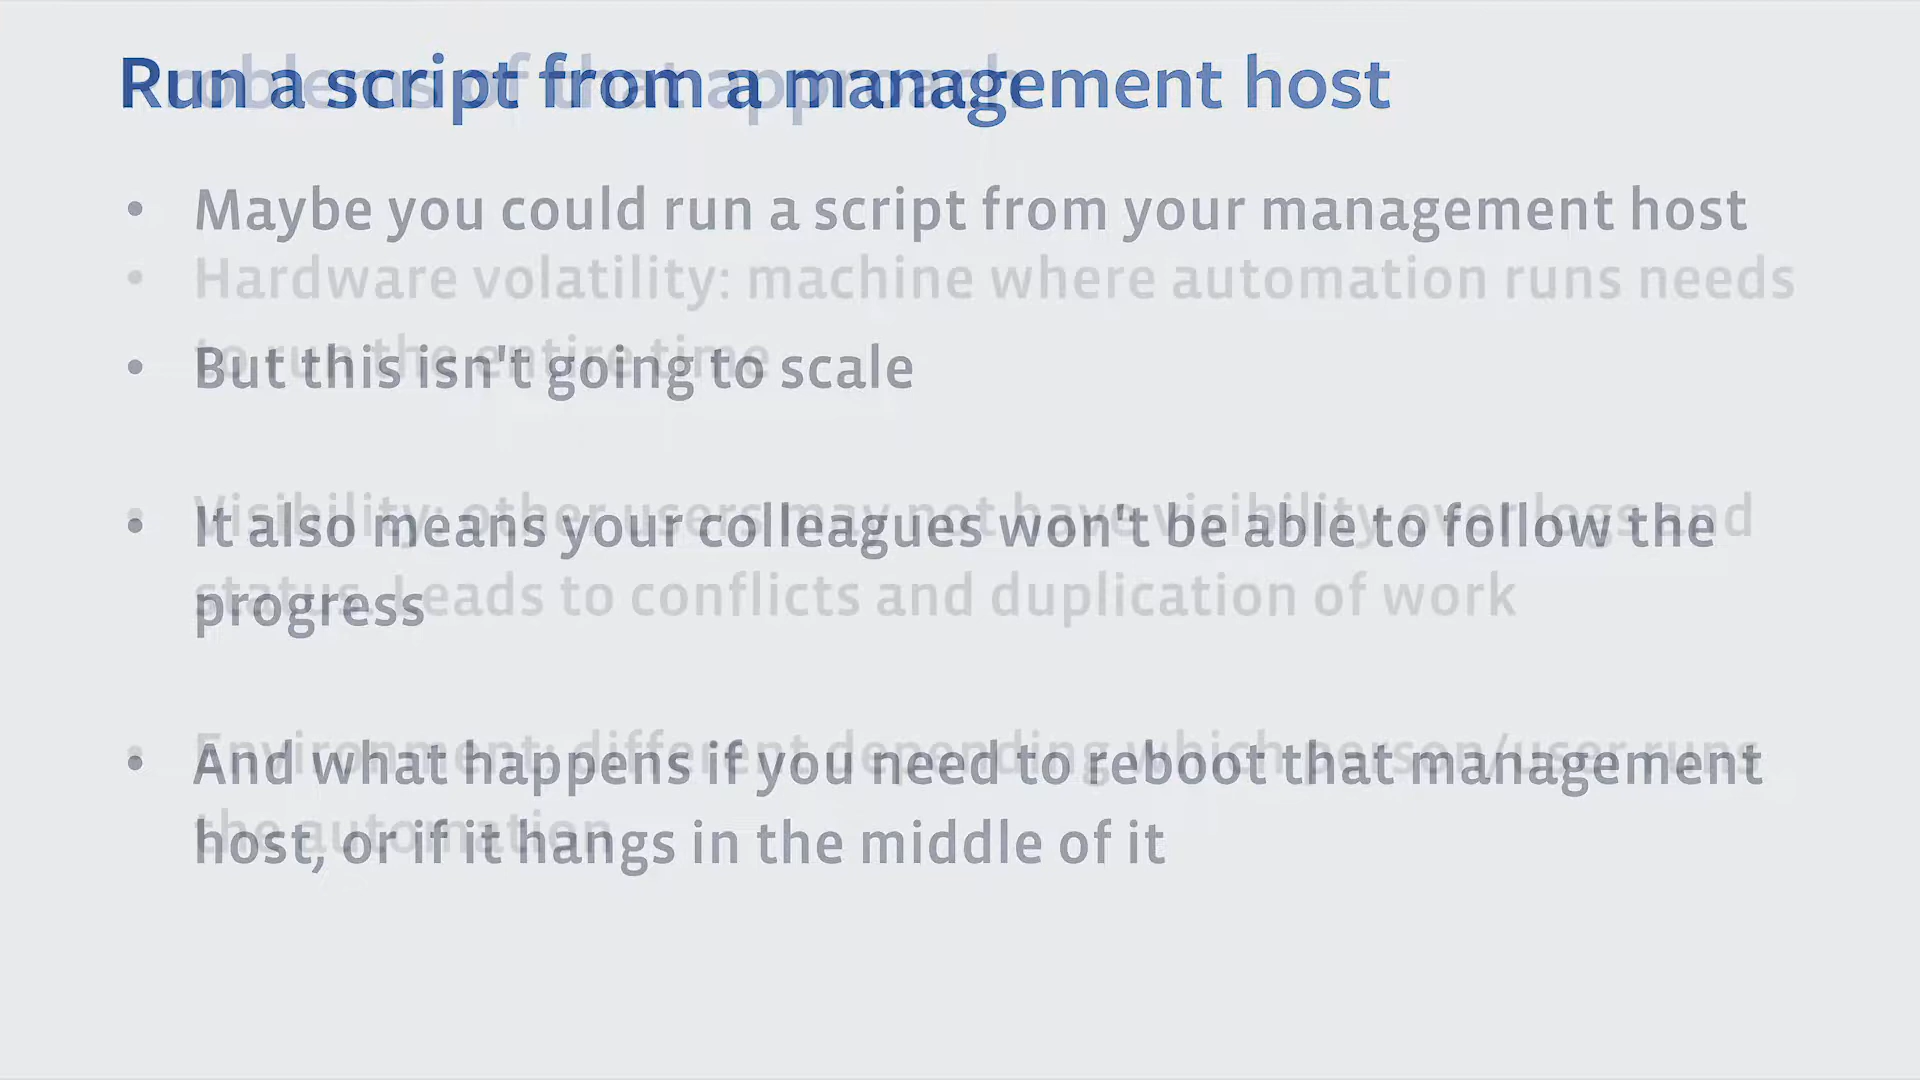 Run a script from a management host
• Maybe you could run a script from your management host
• But this isn't going to scale
• It also means your colleagues won't be able to follow the
progress
• And what happens if you need to reboot that management
host, or if it hangs in the middle of it
oblems of that approach
• Hardware volatility: machine where automation runs needs
to run the entire time
• Visibility: other users may not have visibility over logs and
status. Leads to conflicts and duplication of work
• Environment: different depending which person/user runs
the automation